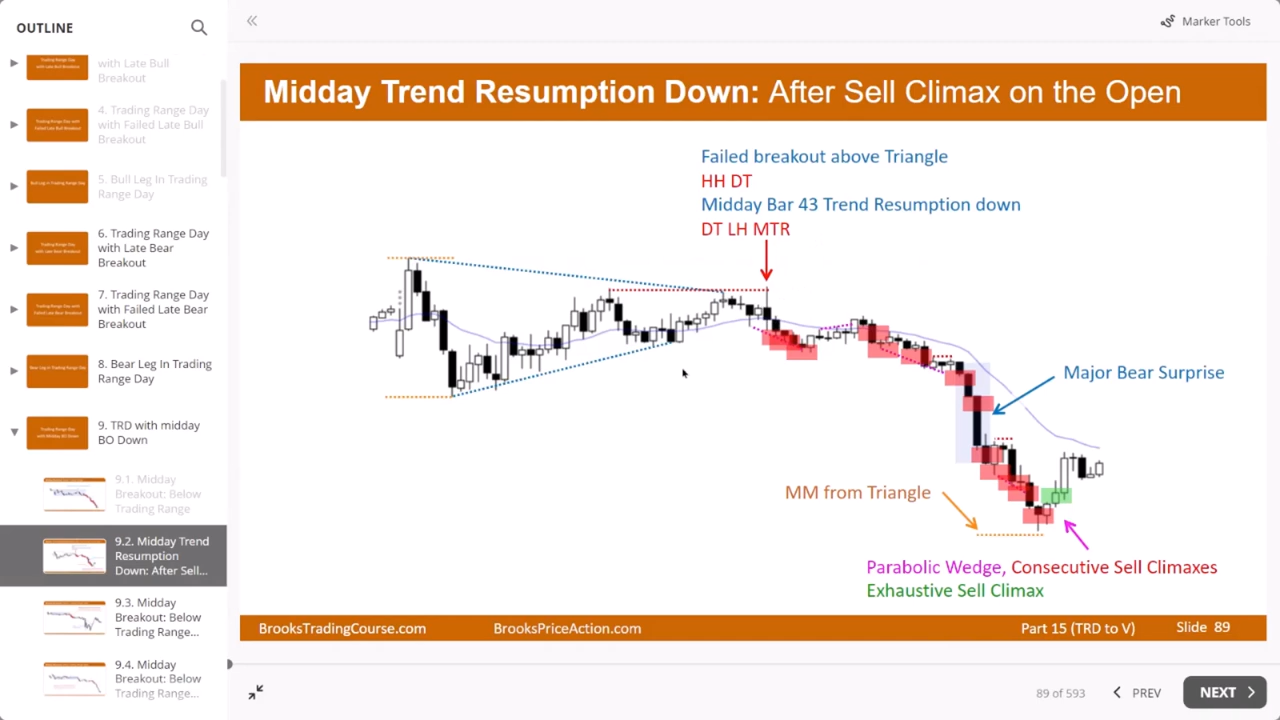 OUTLINE
Marker Tools
with Late Bull
Breakout
4. Trading Range Day
with Failed Late Bull
Breakout
5. Bull Leg In Trading
Range Day
6. Trading Range Day
with Late Bear
Breakout
7. Trading Range Day
with Failed Late Bear
Breakout
8. Bear Leg In Trading
Range Day
9. TRD with midday
BO Down
9.1. Midday
Breakout: Below
Trading Range
9.2. Midday Trend
Resumption
Down: After Sell...
9.3. Midday
Breakout: Below
Trading Range...
9.4. Midday
Breakout: Below
Trading Range...
Midday Trend Resumption Down: After Sell Climax on the Open
Failed breakout above Triangle
HH DT
Midday Bar 43 Trend Resumption down
DT LH MTR
Major Bear Surprise
MM from Triangle
Parabolic Wedge, Consecutive Sell Climaxes
Exhaustive Sell Climax
BrooksTradingCourse.com BrooksPriceAction.com Part 15 (TRD to V) Slide 89
89 of 593 PREV NEXT